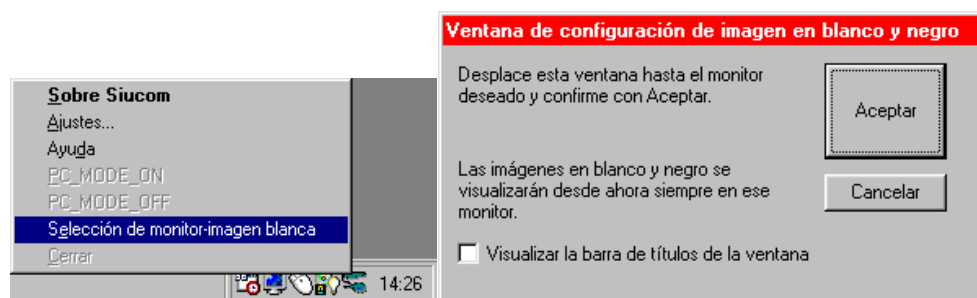 Sobre Siucom
Ajustes...
Ayuda
PC_MODE_ON
PC_MODE_OFF
Selección de monitor-imagen blanca
Cerrar
14:26
Ventana de configuración de imagen en blanco y negro
Desplace esta ventana hasta el monitor
deseado y confirme con Aceptar.
Aceptar
Las imágenes en blanco y negro se
visualizarán desde ahora siempre en ese
monitor.
Cancelar
Visualizar la barra de títulos de la ventana